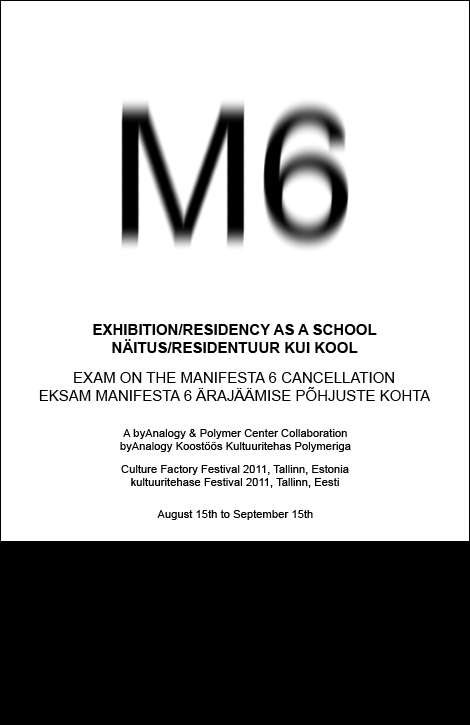 M6
EXHIBITION/RESIDENCY AS A SCHOOL
NÄITUS/RESIDENTUUR KUI KOOL
EXAM ON THE MANIFESTA 6 CANCELLATION
EKSAM MANIFESTA 6 ÄRAJÄÄMISE PÕHJUSTE KOHTA
A byAnalogy & Polymer Center Collaboration
byAnalogy Koostöös Kultuuritehas Polymeriga
Culture Factory Festival 2011, Tallinn, Estonia
kultuuritehase Festival 2011, Tallinn, Eesti
August 15th to September 15th